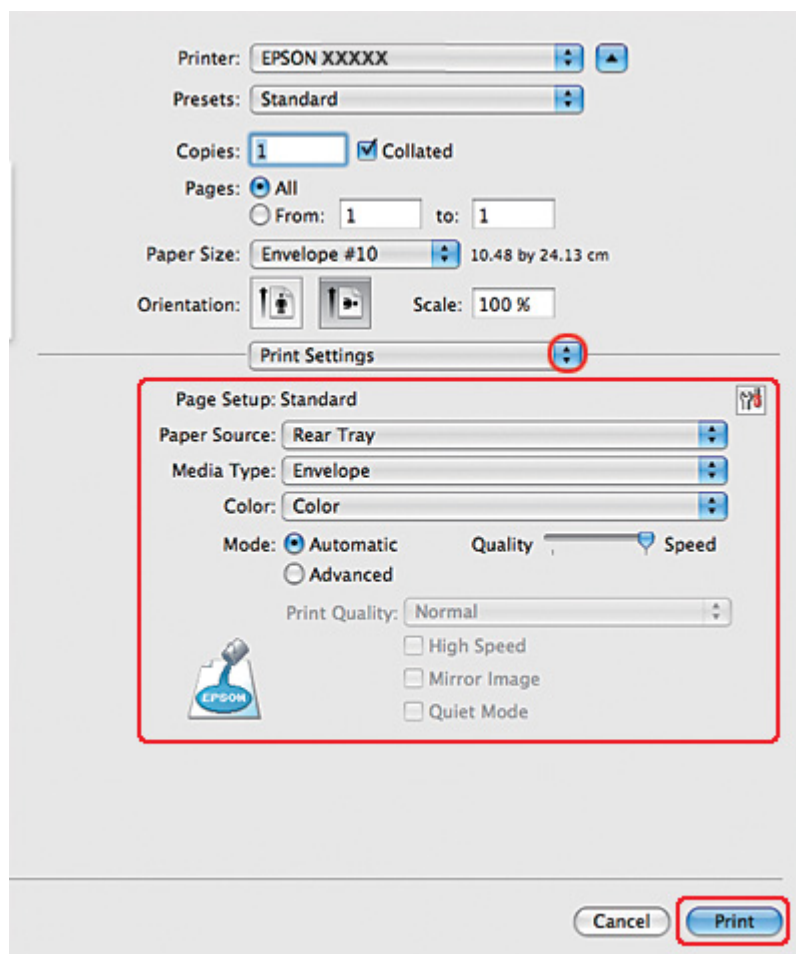 Printer: EPSON XXXXX
Presets: Standard
Copies: 1 Collated
Pages: All
From: 1 to: 1
Paper Size: Envelope #10 10.48 by 24.13 cm
Orientation: Scale: 100 %
Print Settings
Page Setup: Standard
Paper Source: Rear Tray
Media Type: Envelope
Color: Color
Mode: Automatic Quality Speed
Advanced
Print Quality: Normal
High Speed
Mirror Image
EPSON
Quiet Mode
Cancel Print